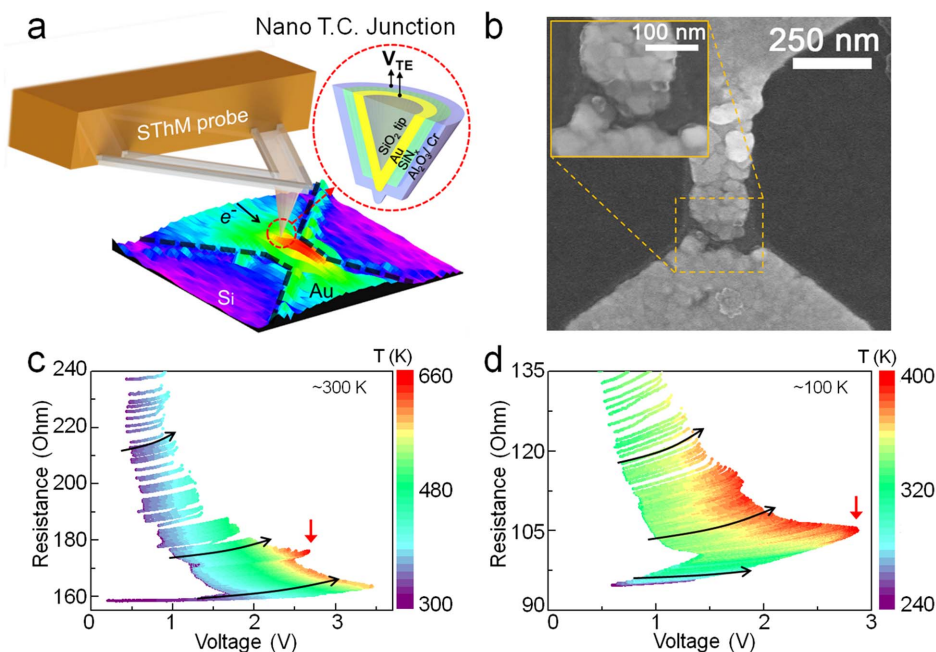 a
Nano T.C. Junction
V_TE
SThM probe
SiO₂ tip
Au
SiNₓ
Al₂O₃/ Cr
e⁻
Si
Au
b
100 nm
250 nm
c
~300 K
T (K)
240
220
200
180
160
Resistance (Ohm)
0
1
2
3
Voltage (V)
660
480
300
d
~100 K
T (K)
135
120
105
90
Resistance (Ohm)
0
1
2
3
Voltage (V)
400
320
240